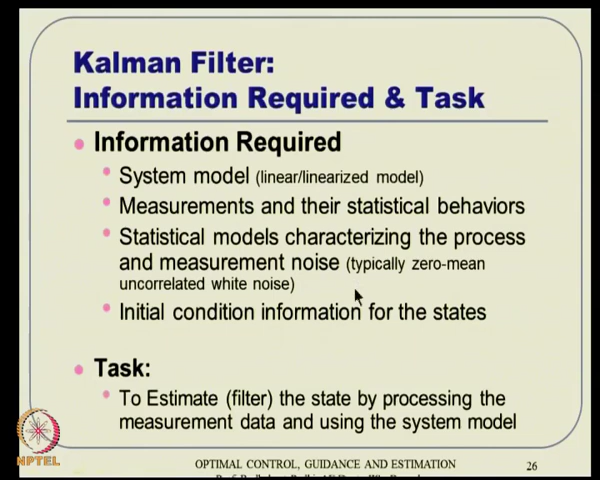 Kalman Filter:
Information Required & Task
Information Required
System model (linear/linearized model)
Measurements and their statistical behaviors
Statistical models characterizing the process
and measurement noise (typically zero-mean
uncorrelated white noise)
Initial condition information for the states
Task:
To Estimate (filter) the state by processing the
measurement data and using the system model
NPTEL
OPTIMAL CONTROL, GUIDANCE AND ESTIMATION
26